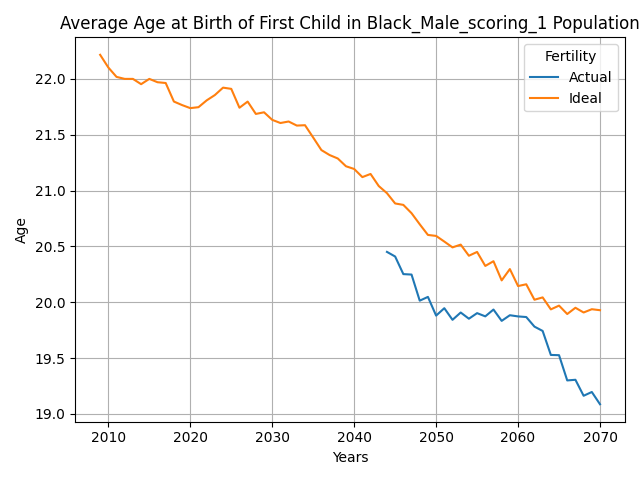 Average Age at Birth of First Child in Black_Male_scoring_1 Population
Fertility
Actual
Ideal
22.0
21.5
21.0
20.5
20.0
19.5
19.0
Age
2010 2020 2030 2040 2050 2060 2070
Years